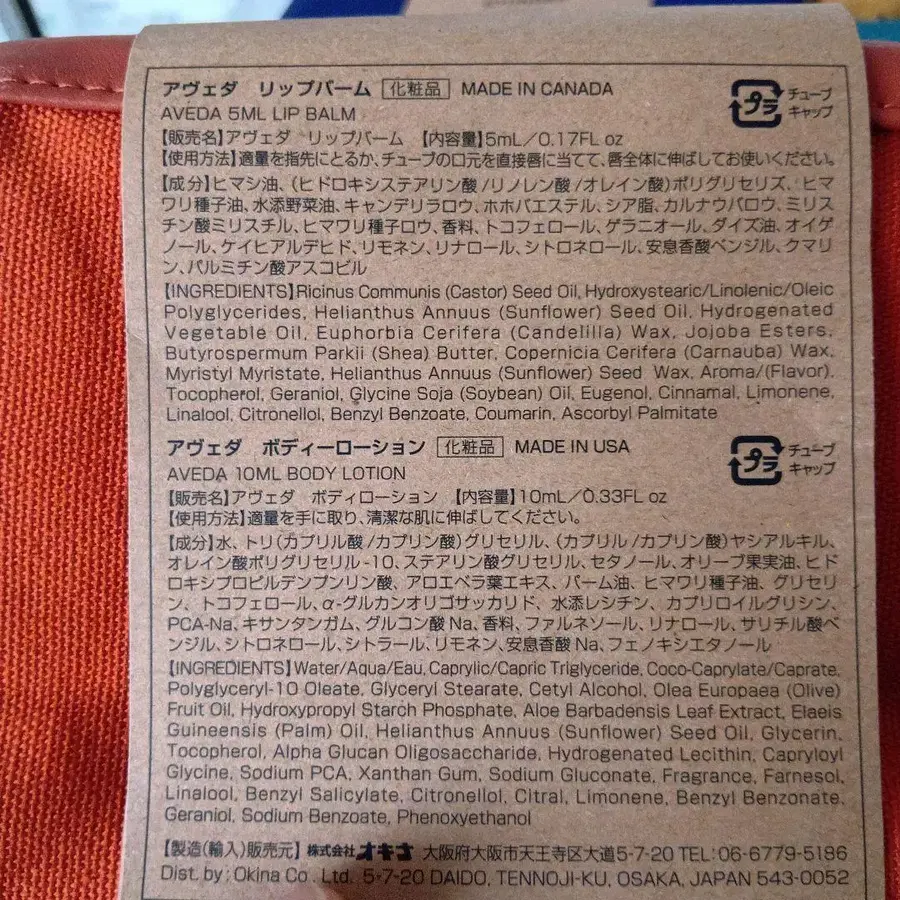 アヴェダ リップバーム 化粧品 MADE IN CANADA
プラ チューブ
キャップ
AVEDA 5ML LIP BALM
【販売名】アヴェダ リップバーム 【内容量】5mL/0.17FL oz
【使用方法】適量を指先にとるか、チューブの口元を直接唇に当てて、唇全体に伸ばしてお使いください。
【成分】ヒマシ油、(ヒドロキシステアリン酸/リノレン酸/オレイン酸)ポリグリセリズ、ヒマ
ワリ種子油、水添野菜油、キャンデリラロウ、ホホバエステル、シア脂、カルナウバロウ、ミリス
チン酸ミリスチル、ヒマワリ種子ロウ、香料、トコフェロール、ゲラニオール、ダイズ油、オイゲ
ノール、ケイヒアルデヒド、リモネン、リナロール、シトロネロール、安息香酸ベンジル、クマリ
ン、パルミチン酸アスコビル
【INGREDIENTS】Ricinus Communis (Castor) Seed Oil, Hydroxystearic/Linolenic/Oleic
Polyglycerides, Helianthus Annuus (Sunflower) Seed Oil, Hydrogenated
Vegetable Oil, Euphorbia Cerifera (Candelilla) Wax, Jojoba Esters,
Butyrospermum Parkii (Shea) Butter, Copernicia Cerifera (Carnauba) Wax,
Myristyl Myristate, Helianthus Annuus (Sunflower) Seed Wax, Aroma/(Flavor),
Tocopherol, Geraniol, Glycine Soja (Soybean) Oil, Eugenol, Cinnamal, Limonene,
Linalool, Citronellol, Benzyl Benzoate, Coumarin, Ascorbyl Palmitate
アヴェダ ボディーローション 化粧品 MADE IN USA
プラ チューブ
キャップ
AVEDA 10ML BODY LOTION
【販売名】アヴェダ ボディローション 【内容量】10mL/0.33FL oz
【使用方法】適量を手に取り、清潔な肌に伸ばしてください。
【成分】水、トリ(カプリル酸/カプリン酸)グリセリル、(カプリル/カプリン酸)ヤシアルキル、
オレイン酸ポリグリセリル-10、ステアリン酸グリセリル、セタノール、オリーブ果実油、ヒド
ロキシプロピルデンプンリン酸、アロエベラ葉エキス、パーム油、ヒマワリ種子油、グリセリ
ン、トコフェロール、α-グルカンオリゴサッカリド、水添レシチン、カプリロイルグリシン、
PCA-Na、キサンタンガム、グルコン酸Na、香料、ファルネソール、リナロール、サリチル酸ベ
ンジル、シトロネロール、シトラール、リモネン、安息香酸Na、フェノキシエタノール
【INGREDIENTS】Water/Aqua/Eau, Caprylic/Capric Triglyceride, Coco-Caprylate/Caprate,
Polyglyceryl-10 Oleate, Glyceryl Stearate, Cetyl Alcohol, Olea Europaea (Olive)
Fruit Oil, Hydroxypropyl Starch Phosphate, Aloe Barbadensis Leaf Extract, Elaeis
Guineensis (Palm) Oil, Helianthus Annuus (Sunflower) Seed Oil, Glycerin,
Tocopherol, Alpha Glucan Oligosaccharide, Hydrogenated Lecithin, Capryloyl
Glycine, Sodium PCA, Xanthan Gum, Sodium Gluconate, Fragrance, Farnesol,
Linalool, Benzyl Salicylate, Citronellol, Citral, Limonene, Benzyl Benzonate,
Geraniol, Sodium Benzoate, Phenoxyethanol
【製造(輸入)販売元】 株式会社オキナ 大阪府大阪市天王寺区大道5-7-20 TEL:06-6779-5186
Dist. by ; Okina Co. Ltd. 5-7-20 DAIDO, TENNOJI-KU, OSAKA, JAPAN 543-0052